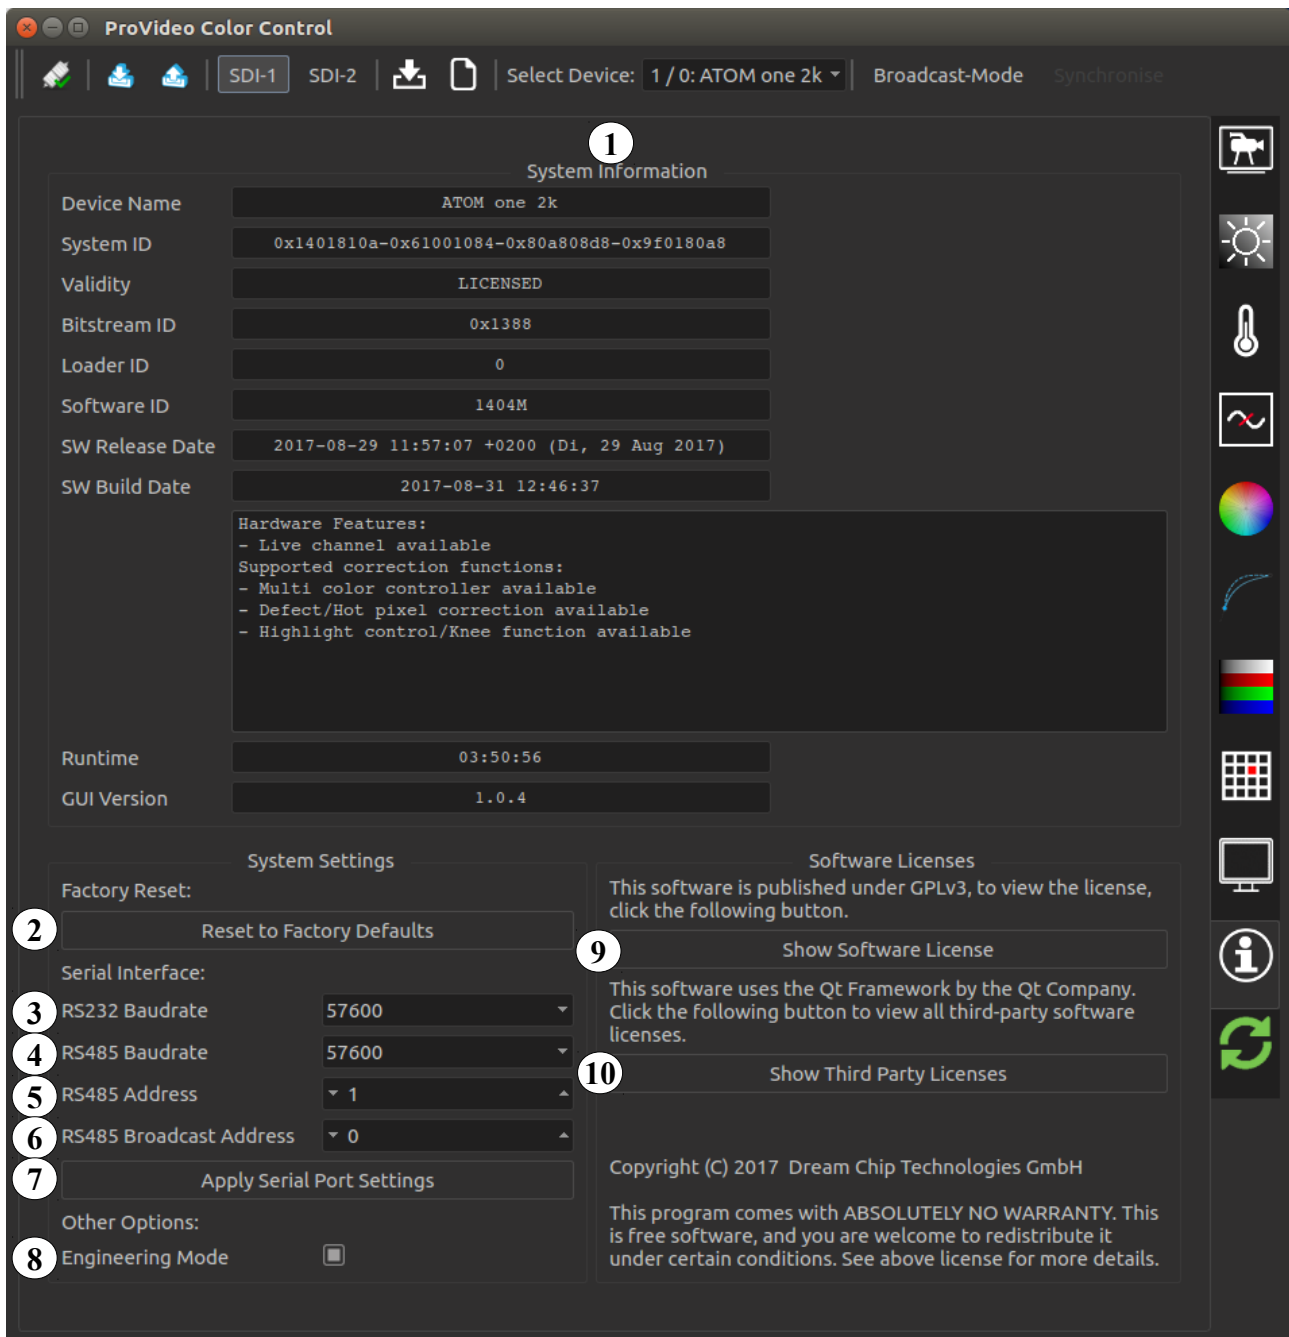 ProVideo Color Control
SDI-1 SDI-2 Select Device: 1 / 0: ATOM one 2k Broadcast-Mode Synchronise
1
System Information
Device Name ATOM one 2k
System ID 0x1401810a-0x61001084-0x80a808d8-0x9f0180a8
Validity LICENSED
Bitstream ID 0x1388
Loader ID 0
Software ID 1404M
SW Release Date 2017-08-29 11:57:07 +0200 (Di, 29 Aug 2017)
SW Build Date 2017-08-31 12:46:37
Hardware Features:
- Live channel available
Supported correction functions:
- Multi color controller available
- Defect/Hot pixel correction available
- Highlight control/Knee function available
Runtime 03:50:56
GUI Version 1.0.4
System Settings
Factory Reset:
2 Reset to Factory Defaults
Serial Interface:
3 RS232 Baudrate 57600
4 RS485 Baudrate 57600
5 RS485 Address 1
6 RS485 Broadcast Address 0
7 Apply Serial Port Settings
Other Options:
8 Engineering Mode
Software Licenses
This software is published under GPLv3, to view the license,
click the following button.
9 Show Software License
This software uses the Qt Framework by the Qt Company.
Click the following button to view all third-party software
licenses.
10 Show Third Party Licenses
Copyright (C) 2017 Dream Chip Technologies GmbH
This program comes with ABSOLUTELY NO WARRANTY. This
is free software, and you are welcome to redistribute it
under certain conditions. See above license for more details.